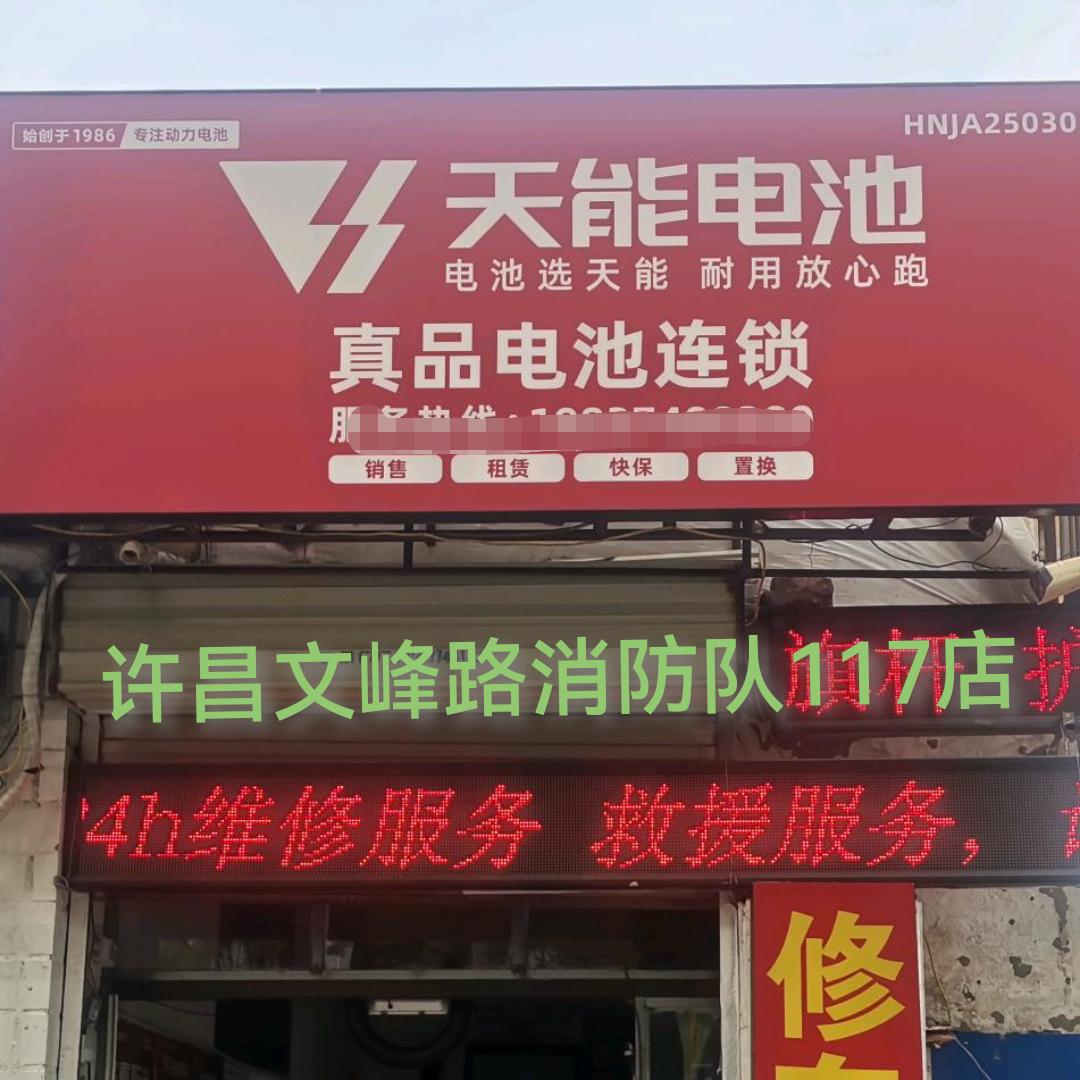 始创于1986 专注动力电池
HNJA25030
天能电池
电池选天能 耐用放心跑
真品电池连锁
销售 租赁 快保 置换
许昌文峰路消防队117店
4h维修服务 救援服务，
修